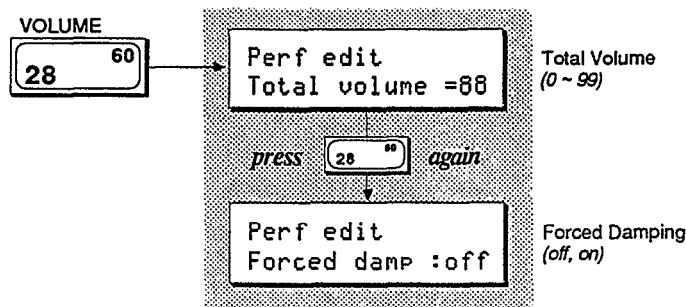 VOLUME
28 60
Perf edit
Total volume =88
Total Volume
(0 ~ 99)
press 28 60 again
Perf edit
Forced damp :off
Forced Damping
(off, on)